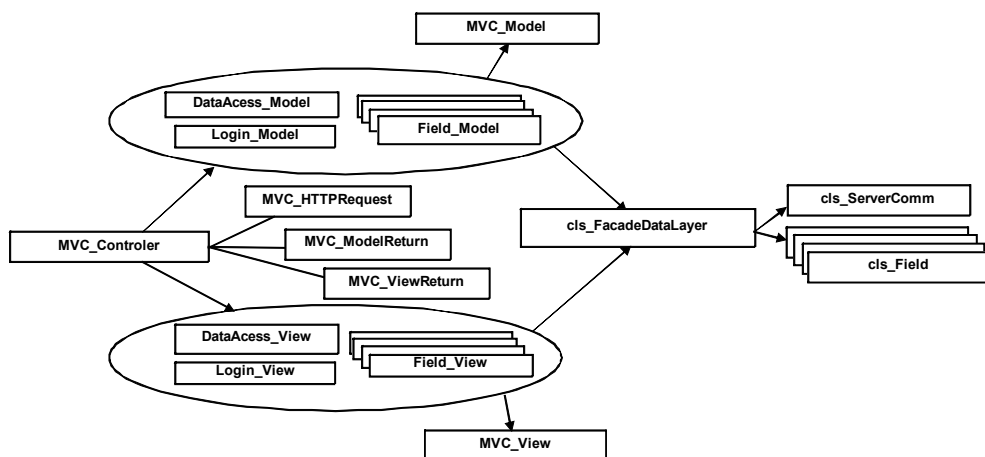 MVC_Model
DataAcess_Model
Field_Model
Login_Model
MVC_HTTPRequest
cls_ServerComm
cls_FacadeDataLayer
MVC_Controler
MVC_ModelReturn
cls_Field
MVC_ViewReturn
DataAcess_View
Field_View
Login_View
MVC_View